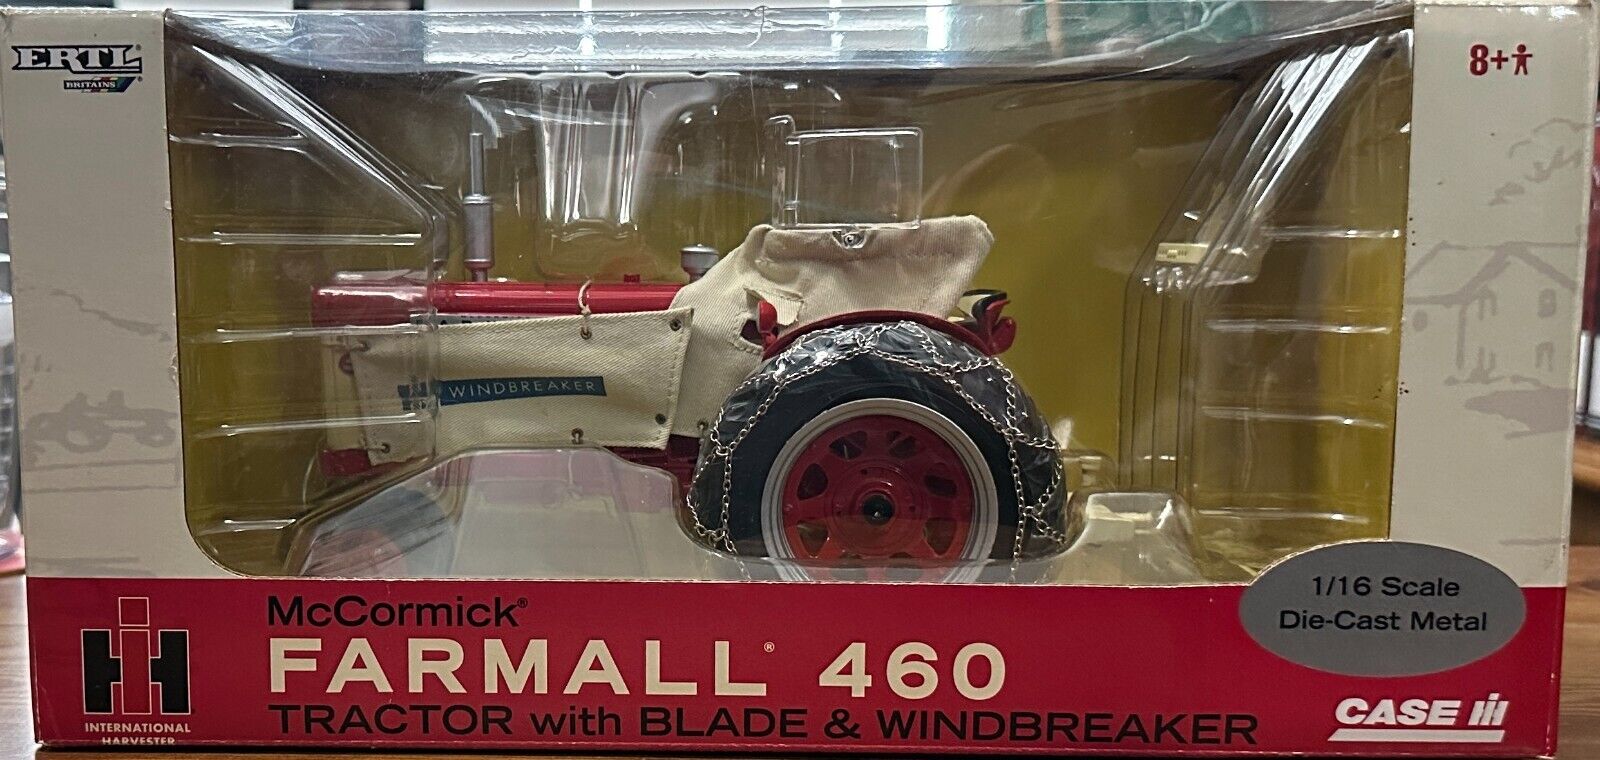 ERTL®
BRITAINS®
8+
WINDBREAKER
1/16 Scale
Die-Cast Metal
McCormick®
FARMALL® 460
TRACTOR with BLADE & WINDBREAKER
IH
INTERNATIONAL
HARVESTER
CASE IH